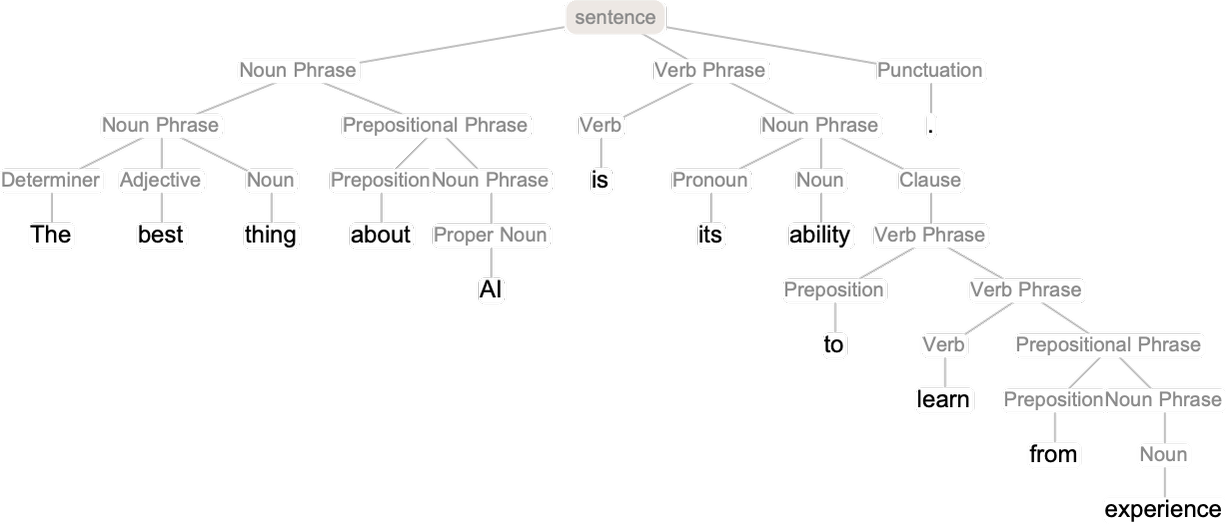 sentence
Noun Phrase Verb Phrase Punctuation
Noun Phrase Prepositional Phrase Verb Noun Phrase .
Determiner Adjective Noun Preposition Noun Phrase is Pronoun Noun Clause
The best thing about Proper Noun its ability Verb Phrase
AI Preposition Verb Phrase
to Verb Prepositional Phrase
learn Preposition Noun Phrase
from Noun
experience